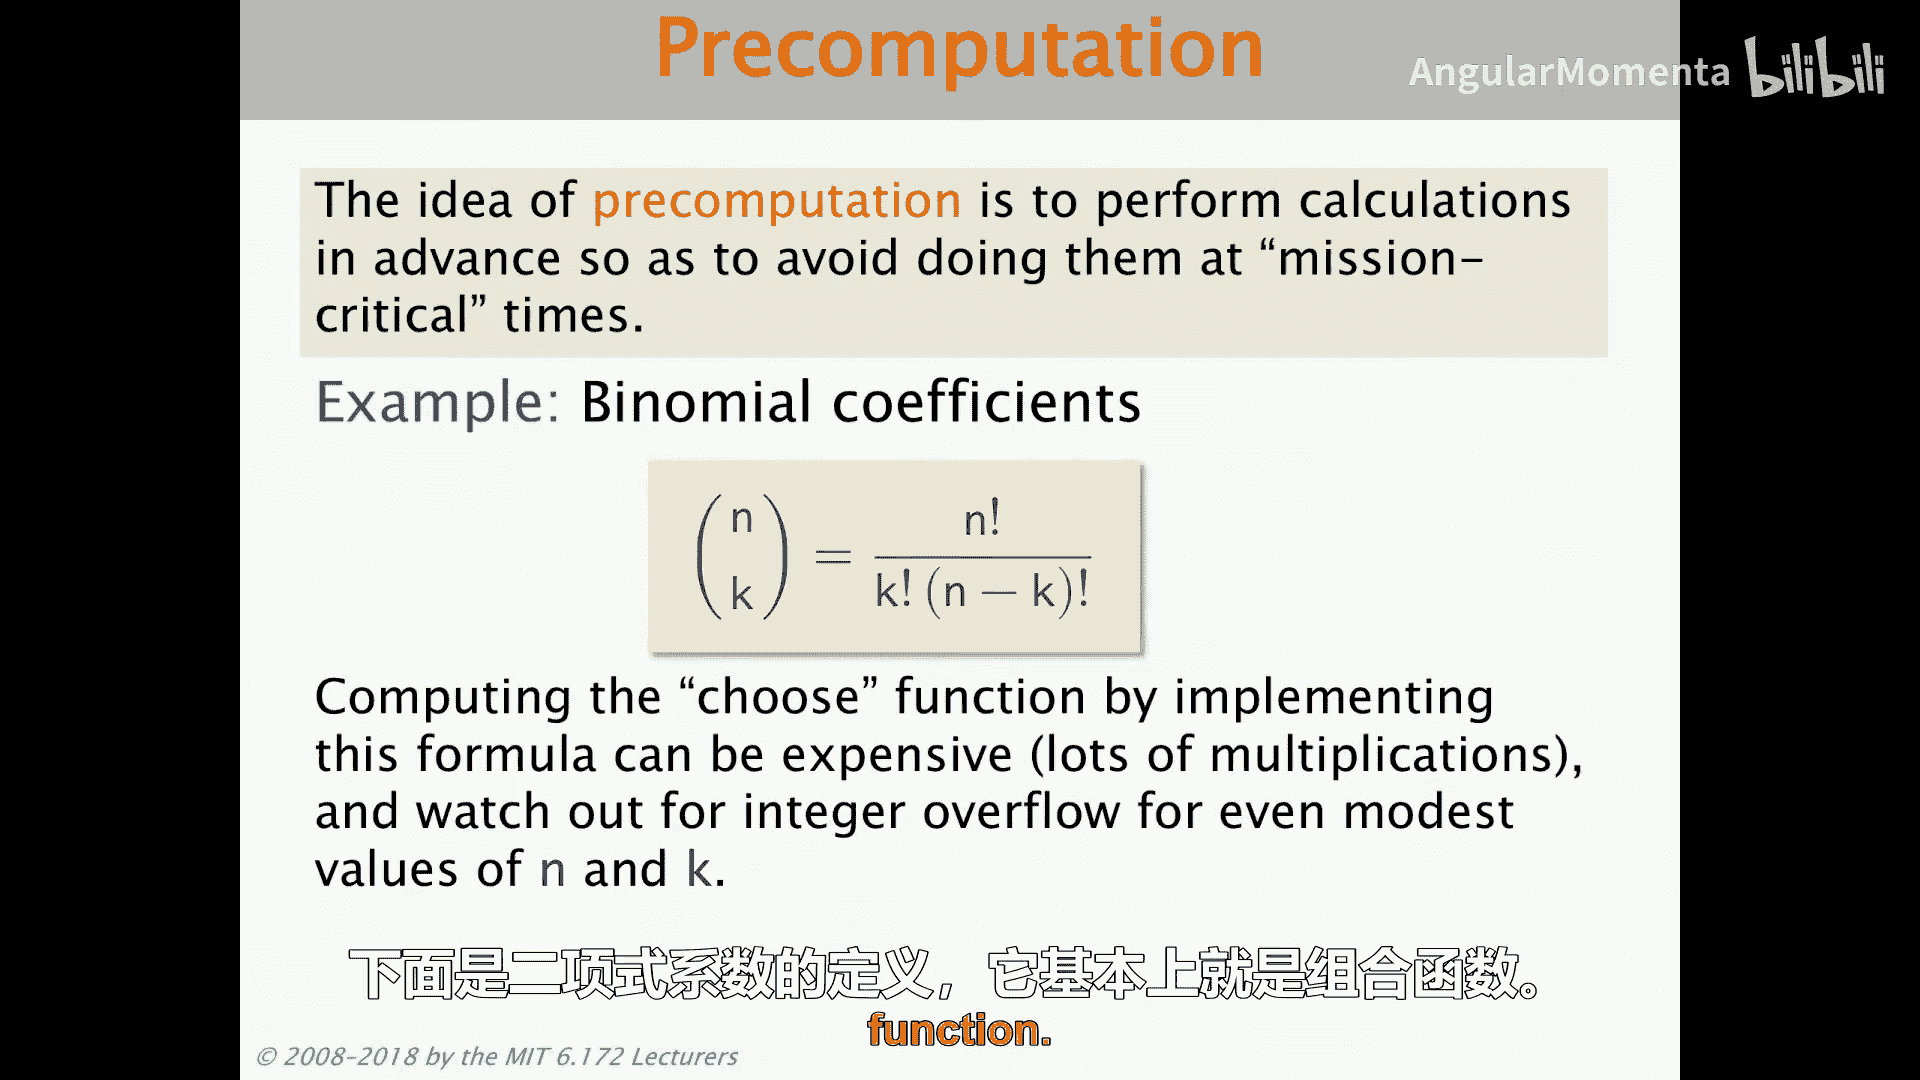 Precomputation
AngularMomenta bilibili
The idea of precomputation is to perform calculations
in advance so as to avoid doing them at “mission-
critical” times.
Example: Binomial coefficients
(n k) = n! / k! (n − k)!
Computing the “choose” function by implementing
this formula can be expensive (lots of multiplications),
and watch out for integer overflow for even modest
values of n and k.
下面是二项式系数的定义，它基本上就是组合函数。
function.
© 2008–2018 by the MIT 6.172 Lecturers